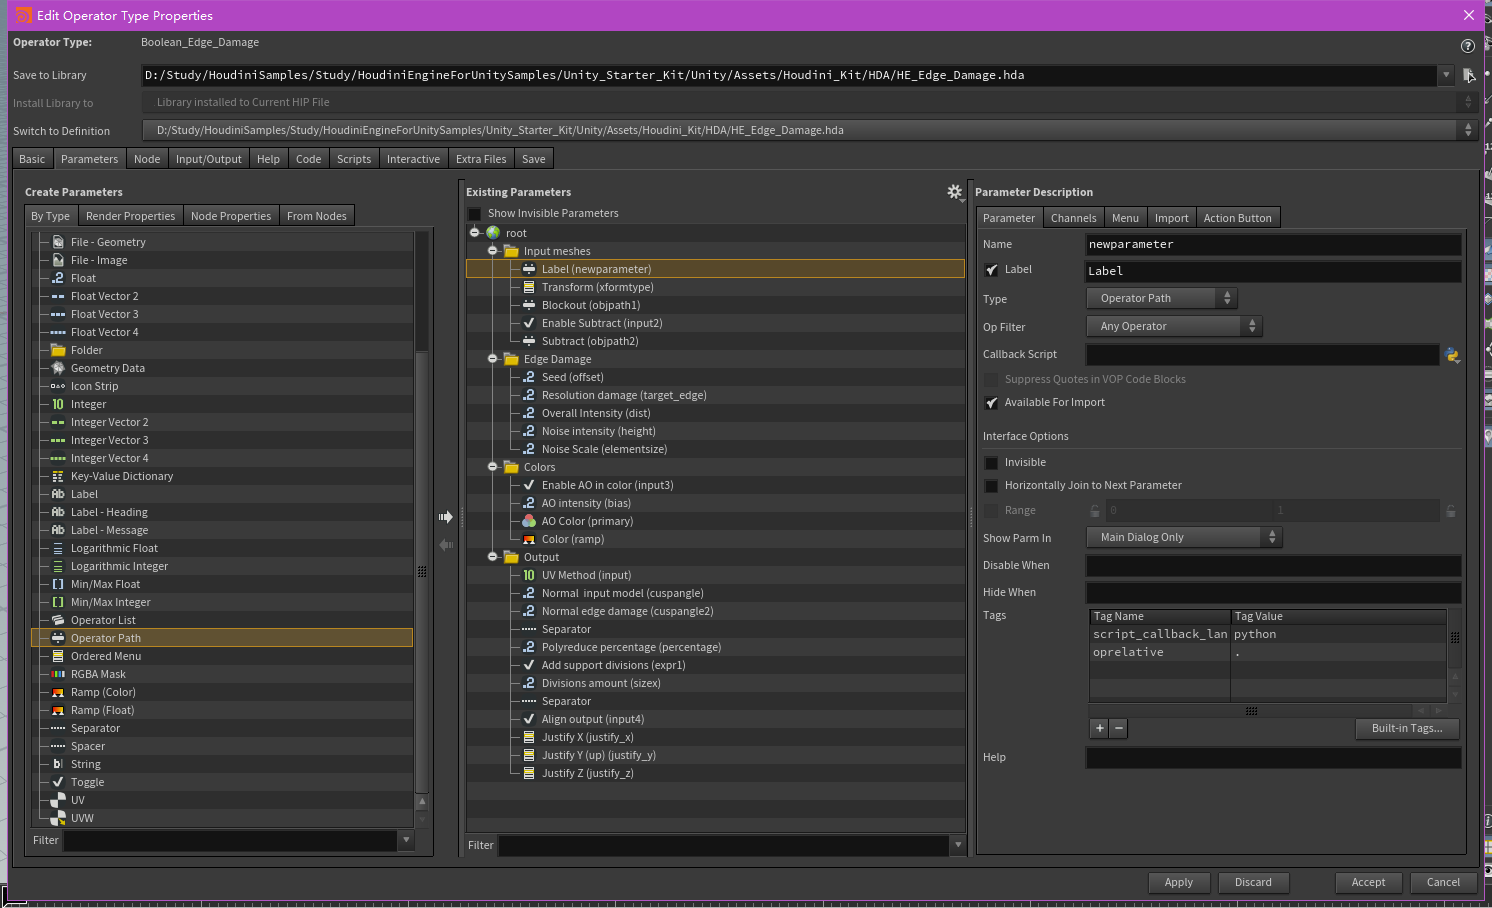 Edit Operator Type Properties
Operator Type: Boolean_Edge_Damage
Save to Library D:/Study/HoudiniSamples/Study/HoudiniEngineForUnitySamples/Unity_Starter_Kit/Unity/Assets/Houdini_Kit/HDA/HE_Edge_Damage.hda
Install Library to Library installed to Current HIP File
Switch to Definition D:/Study/HoudiniSamples/Study/HoudiniEngineForUnitySamples/Unity_Starter_Kit/Unity/Assets/Houdini_Kit/HDA/HE_Edge_Damage.hda
Basic Parameters Node Input/Output Help Code Scripts Interactive Extra Files Save
Create Parameters
By Type Render Properties Node Properties From Nodes
File - Geometry
File - Image
Float
Float Vector 2
Float Vector 3
Float Vector 4
Folder
Geometry Data
Icon Strip
Integer
Integer Vector 2
Integer Vector 3
Integer Vector 4
Key-Value Dictionary
Label
Label - Heading
Label - Message
Logarithmic Float
Logarithmic Integer
Min/Max Float
Min/Max Integer
Operator List
Operator Path
Ordered Menu
RGBA Mask
Ramp (Color)
Ramp (Float)
Separator
Spacer
String
Toggle
UV
UVW
Filter
Existing Parameters
Show Invisible Parameters
root
Input meshes
Label (newparameter)
Transform (xformtype)
Blockout (objpath1)
Enable Subtract (input2)
Subtract (objpath2)
Edge Damage
Seed (offset)
Resolution damage (target_edge)
Overall Intensity (dist)
Noise intensity (height)
Noise Scale (elementsize)
Colors
Enable AO in color (input3)
AO intensity (bias)
AO Color (primary)
Color (ramp)
Output
UV Method (input)
Normal input model (cuspangle)
Normal edge damage (cuspangle2)
Separator
Polyreduce percentage (percentage)
Add support divisions (expr1)
Divisions amount (sizex)
Separator
Align output (input4)
Justify X (justify_x)
Justify Y (up) (justify_y)
Justify Z (justify_z)
Filter
Parameter Description
Parameter Channels Menu Import Action Button
Name newparameter
Label Label
Type Operator Path
Op Filter Any Operator
Callback Script
Suppress Quotes in VOP Code Blocks
Available For Import
Interface Options
Invisible
Horizontally Join to Next Parameter
Range 0 1
Show Parm In Main Dialog Only
Disable When
Hide When
Tags Tag Name Tag Value
script_callback_lan python
oprelative .
+ − Built-in Tags...
Help
Apply Discard Accept Cancel